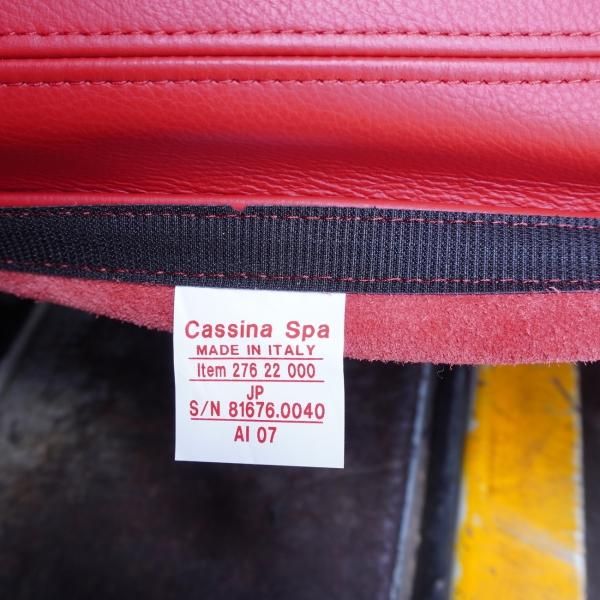 Cassina Spa
MADE IN ITALY
Item 276 22 000
JP
S/N 81676.0040
AI 07